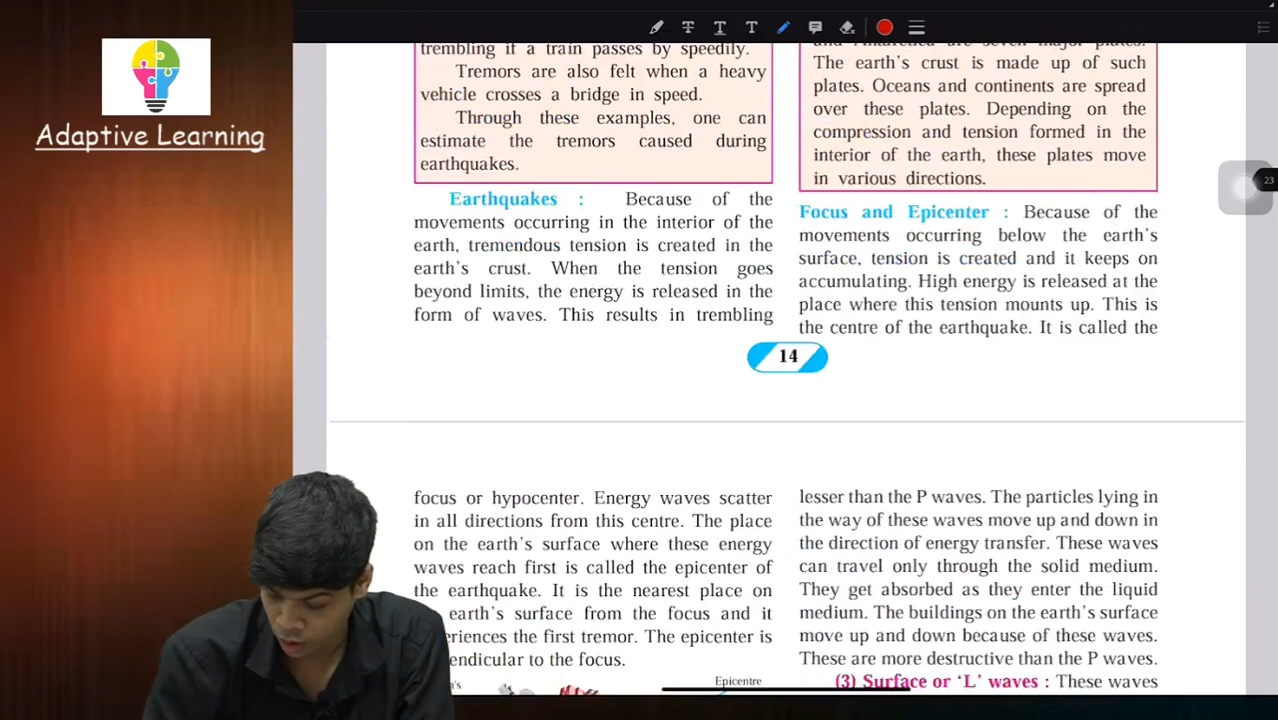 Adaptive Learning
trembling if a train passes by speedily.
Tremors are also felt when a heavy
vehicle crosses a bridge in speed.
Through these examples, one can
estimate the tremors caused during
earthquakes.
Earthquakes : Because of the
movements occurring in the interior of the
earth, tremendous tension is created in the
earth's crust. When the tension goes
beyond limits, the energy is released in the
form of waves. This results in trembling
and Antarctica are seven major plates.
The earth's crust is made up of such
plates. Oceans and continents are spread
over these plates. Depending on the
compression and tension formed in the
interior of the earth, these plates move
in various directions.
Focus and Epicenter : Because of the
movements occurring below the earth's
surface, tension is created and it keeps on
accumulating. High energy is released at the
place where this tension mounts up. This is
the centre of the earthquake. It is called the
14
23
focus or hypocenter. Energy waves scatter
in all directions from this centre. The place
on the earth's surface where these energy
waves reach first is called the epicenter of
the earthquake. It is the nearest place on
earth's surface from the focus and it
eriences the first tremor. The epicenter is
endicular to the focus.
Epicentre
lesser than the P waves. The particles lying in
the way of these waves move up and down in
the direction of energy transfer. These waves
can travel only through the solid medium.
They get absorbed as they enter the liquid
medium. The buildings on the earth's surface
move up and down because of these waves.
These are more destructive than the P waves.
(3) Surface or 'L' waves : These waves